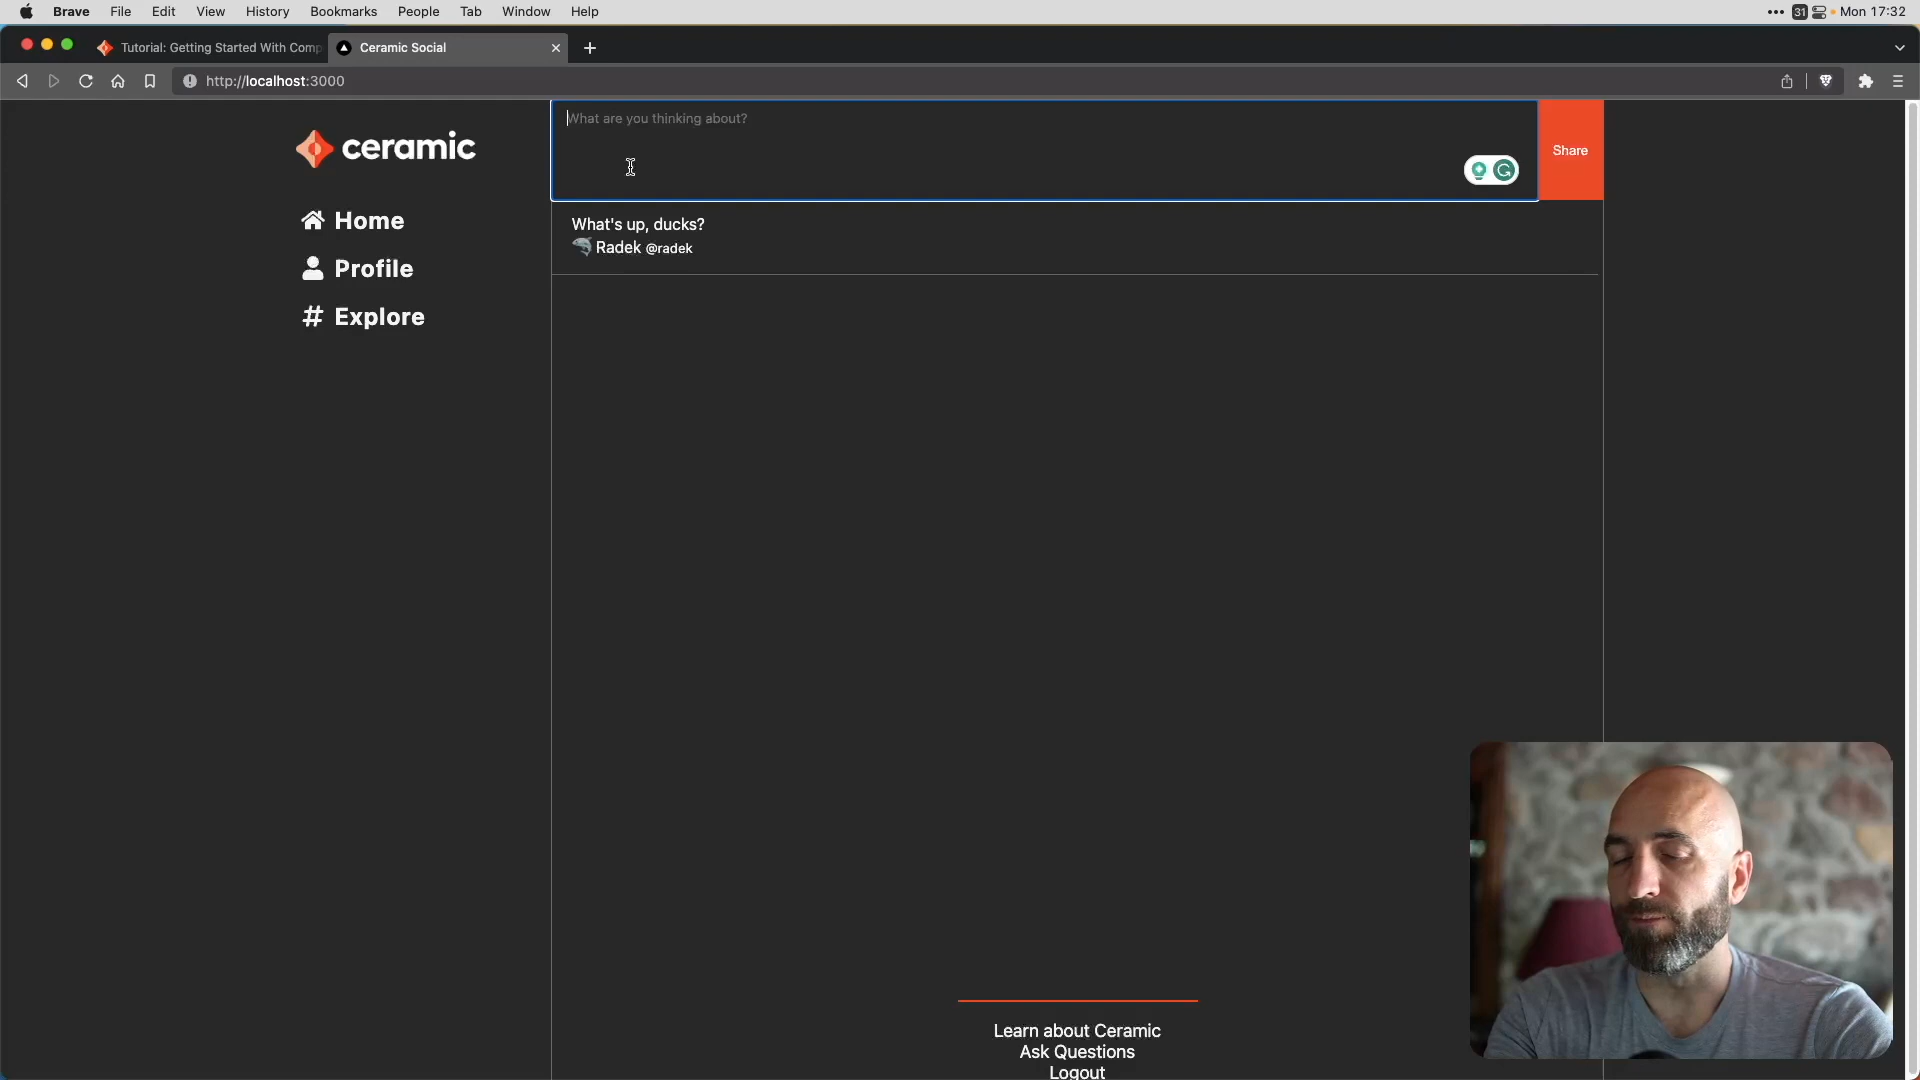 Brave File Edit View History Bookmarks People Tab Window Help 31 Mon 17:32
Tutorial: Getting Started With Comp Ceramic Social
http://localhost:3000
ceramic
Home
Profile
Explore
What are you thinking about?
Share
What's up, ducks?
Radek @radek
Learn about Ceramic
Ask Questions
Logout